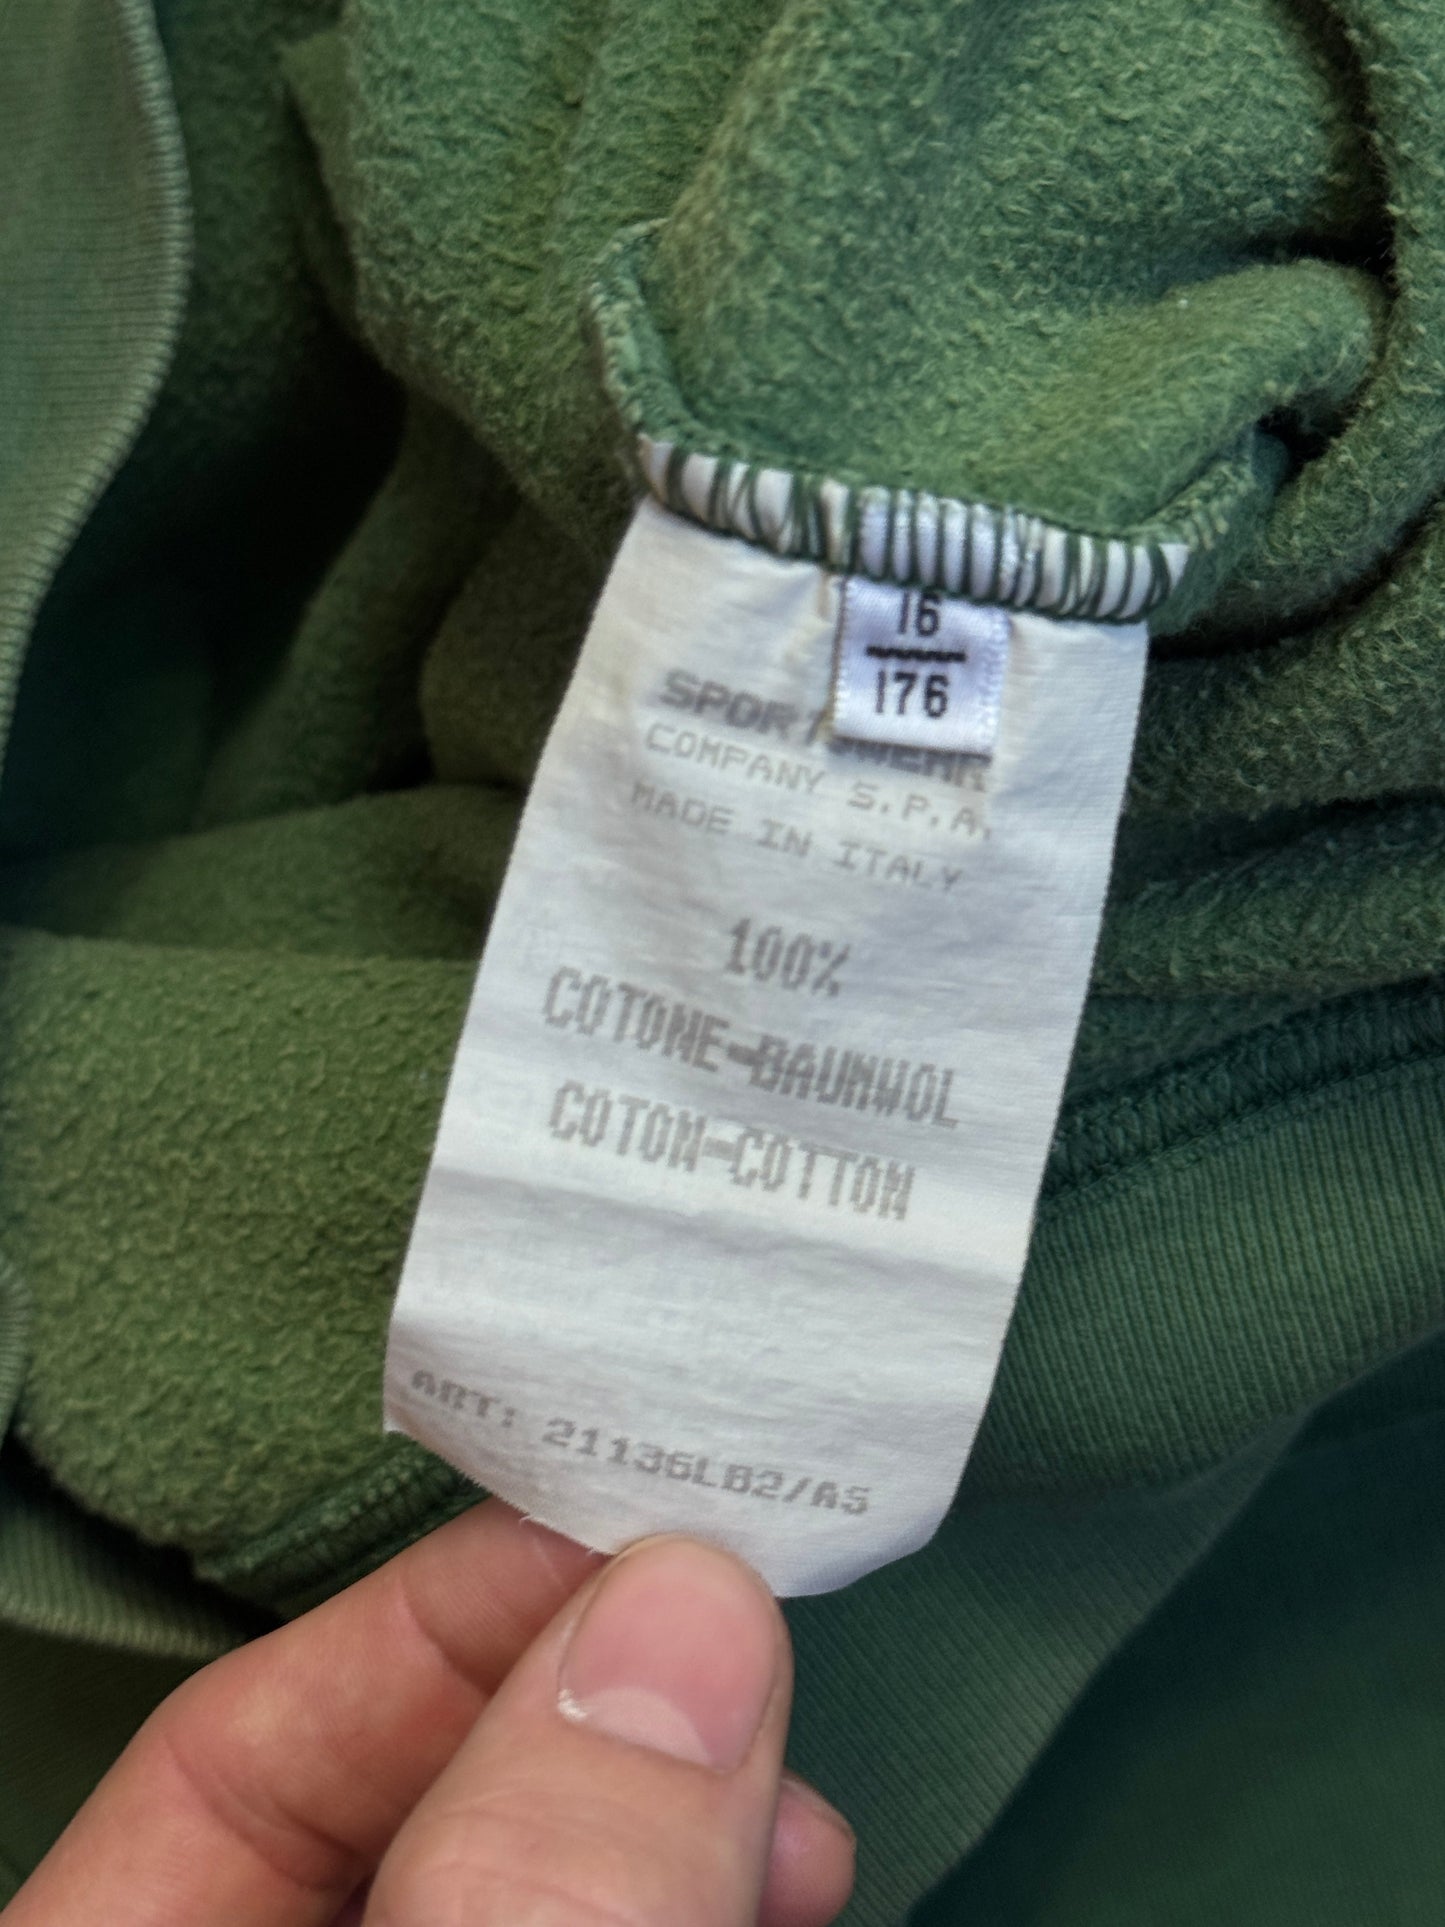 16
176
SPORTSWEAR
COMPANY S.P.A.
MADE IN ITALY
100%
COTONE-BAUMWOL
COTON-COTTON
ART: 21136LB2/A5